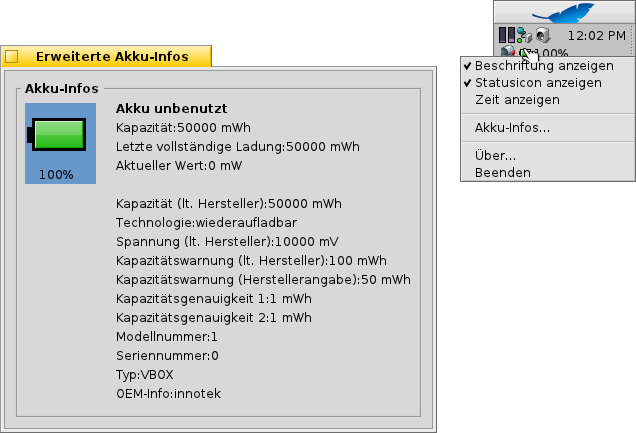 12:02 PM
100%
Beschriftung anzeigen
Statusicon anzeigen
Zeit anzeigen
Akku-Infos...
Über...
Beenden
Erweiterte Akku-Infos
Akku-Infos
100%
Akku unbenutzt
Kapazität:50000 mWh
Letzte vollständige Ladung:50000 mWh
Aktueller Wert:0 mW
Kapazität (lt. Hersteller):50000 mWh
Technologie:wiederaufladbar
Spannung (lt. Hersteller):10000 mV
Kapazitätswarnung (lt. Hersteller):100 mWh
Kapazitätswarnung (Herstellerangabe):50 mWh
Kapazitätsgenauigkeit 1:1 mWh
Kapazitätsgenauigkeit 2:1 mWh
Modellnummer:1
Seriennummer:0
Typ:VBOX
OEM-Info:innotek